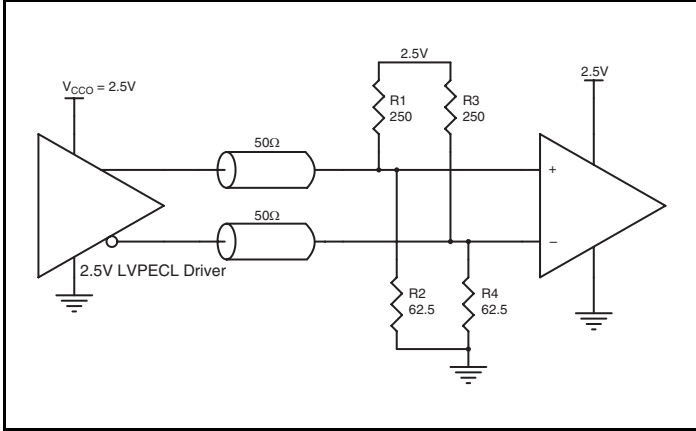 2.5V
V_CCO = 2.5V
2.5V
R1
250
R3
250
50Ω
+
50Ω
−
2.5V LVPECL Driver
R2
62.5
R4
62.5